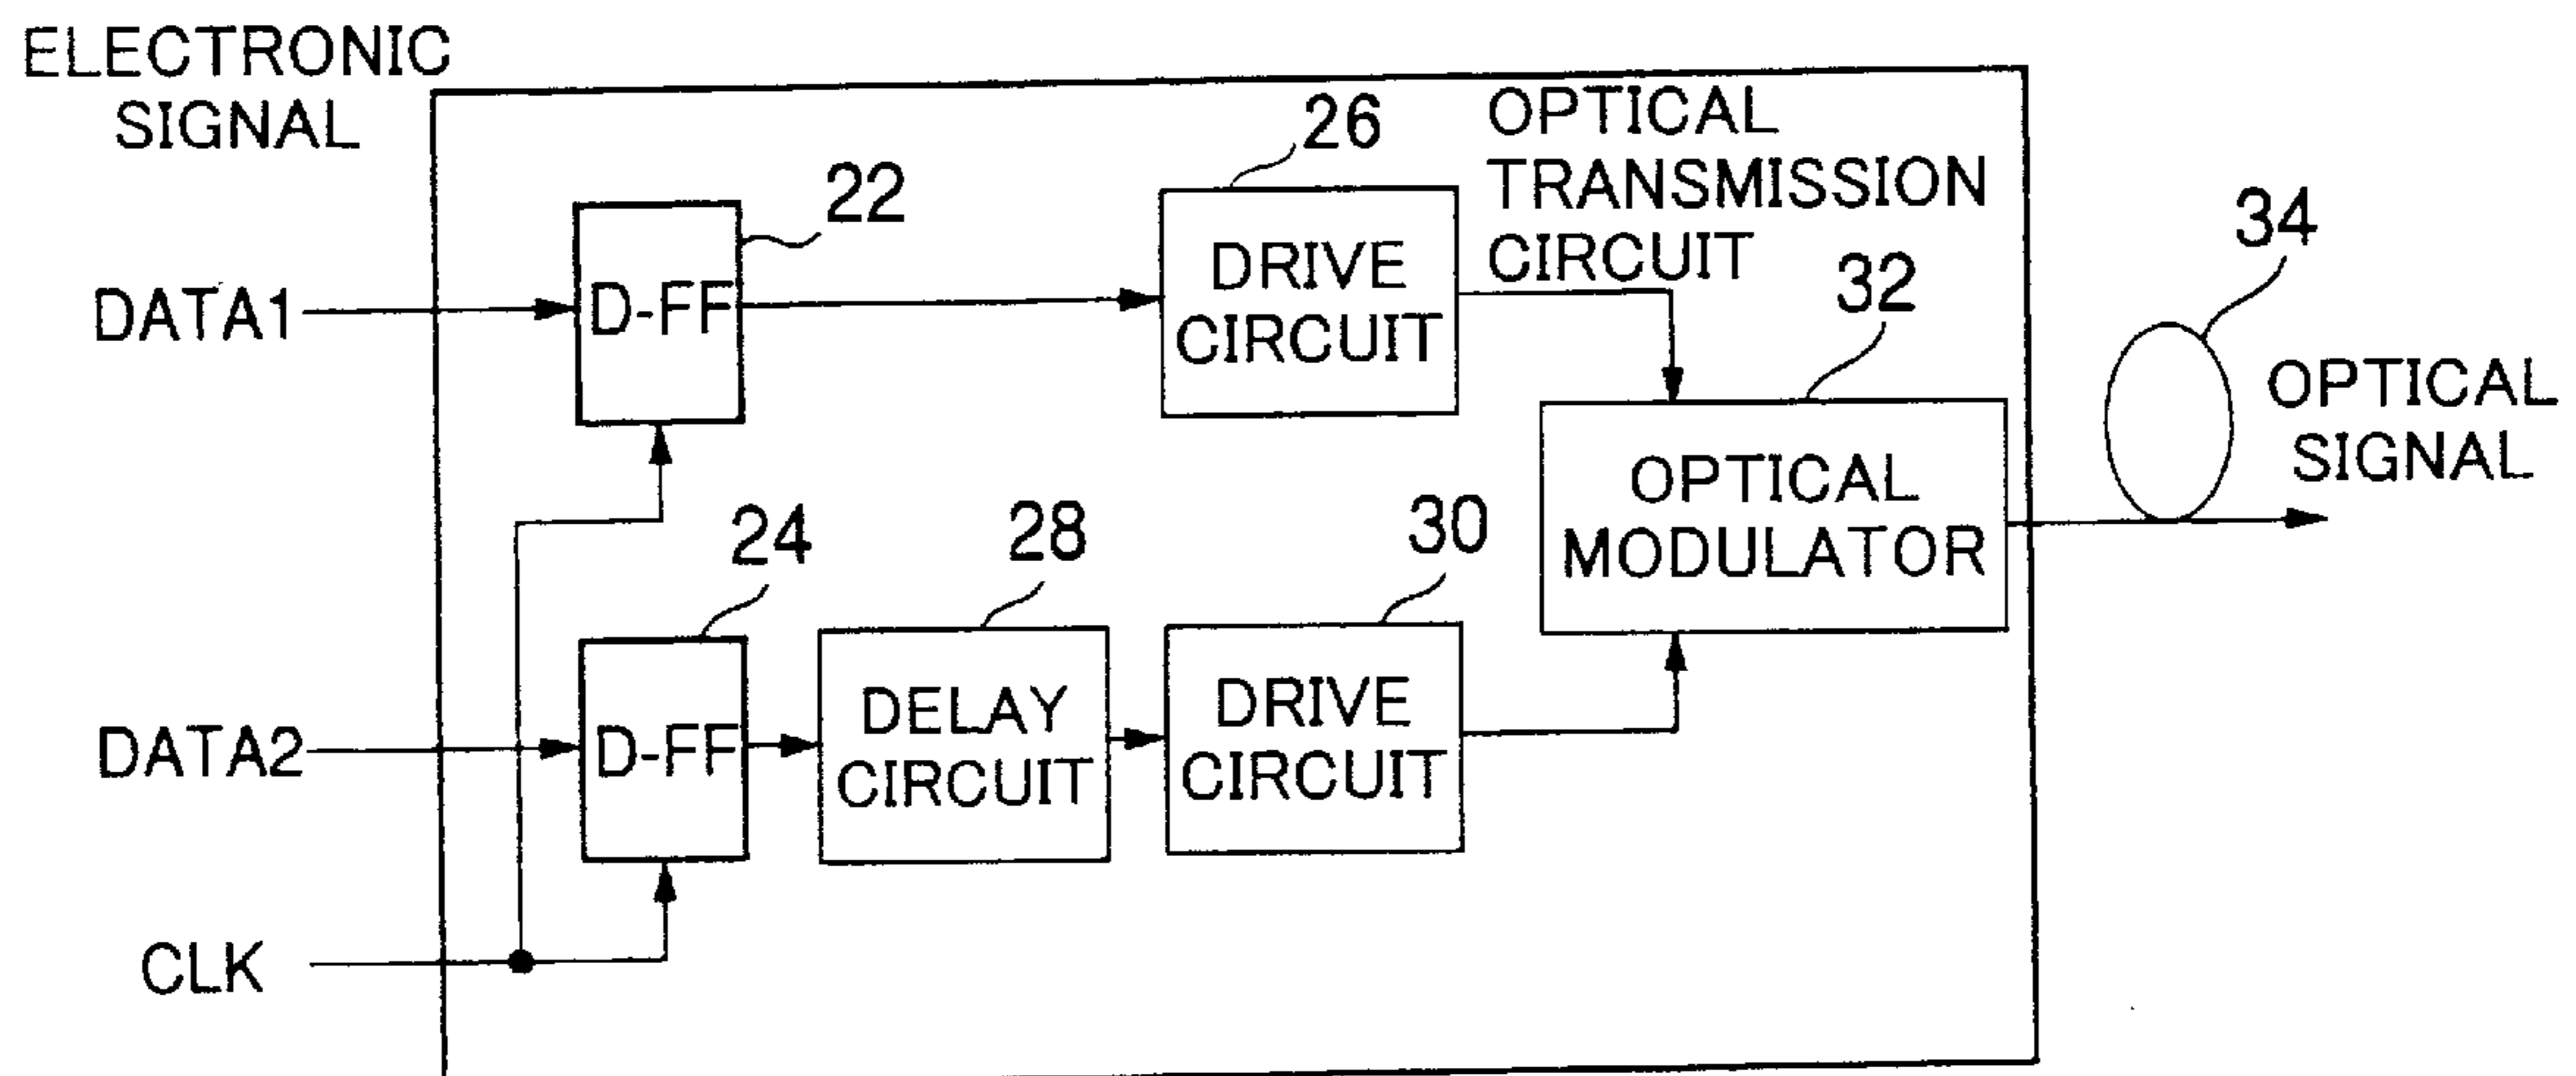 ELECTRONIC
SIGNAL
26
OPTICAL
TRANSMISSION
CIRCUIT
22
34
DRIVE
CIRCUIT
32
DATA1
D-FF
OPTICAL
SIGNAL
OPTICAL
MODULATOR
24
28
30
DATA2
D-FF
DELAY
CIRCUIT
DRIVE
CIRCUIT
CLK